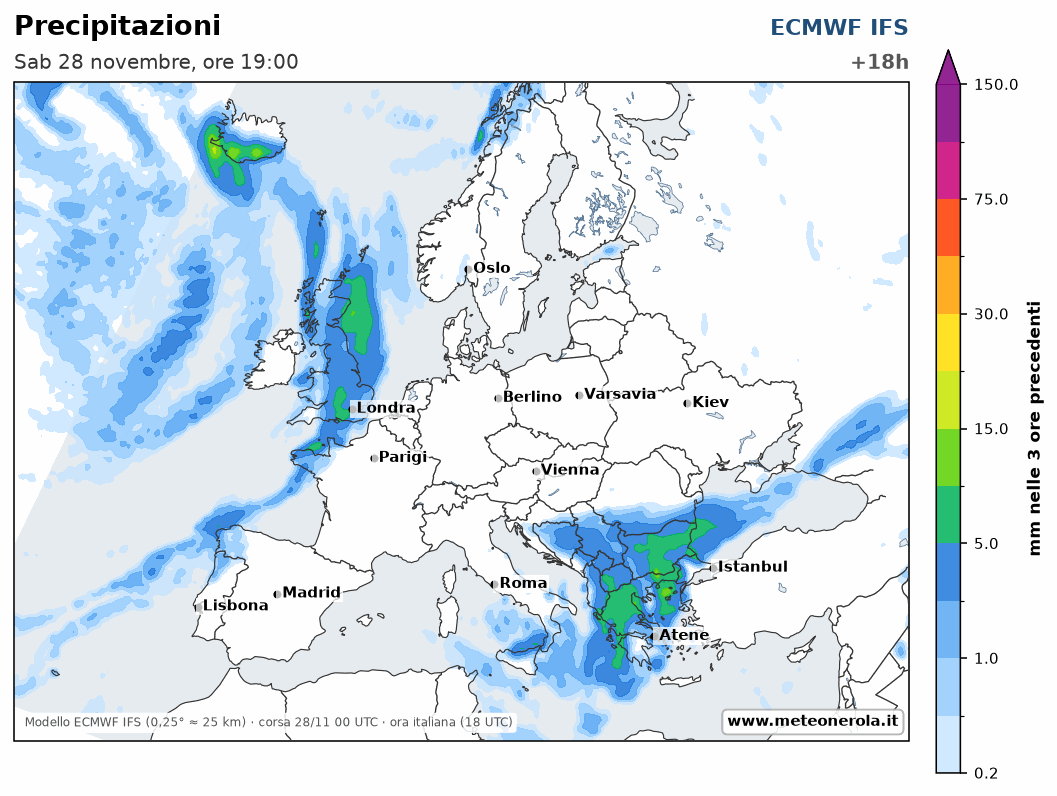 Precipitazioni
ECMWF IFS
Sab 28 novembre, ore 19:00
+18h
150.0
75.0
30.0
15.0
5.0
1.0
0.2
mm nelle 3 ore precedenti
Oslo
Berlino
Varsavia
Kiev
Londra
Parigi
Vienna
Istanbul
Roma
Madrid
Lisbona
Atene
Modello ECMWF IFS (0,25° ≈ 25 km) · corsa 28/11 00 UTC · ora italiana (18 UTC)
www.meteonerola.it